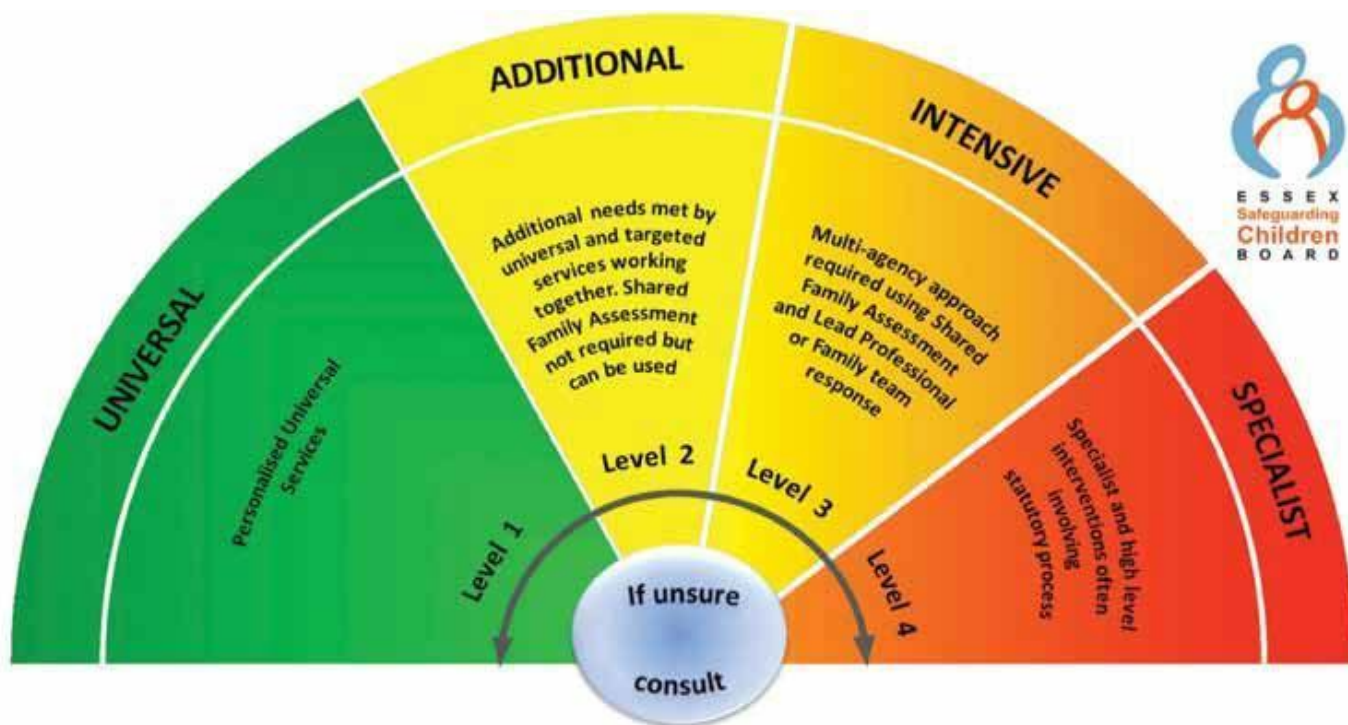 UNIVERSAL
Personalised Universal
Services
Level 1
ADDITIONAL
Additional needs met by
universal and targeted
services working
together. Shared
Family Assessment
not required but
can be used
Level 2
INTENSIVE
Multi-agency approach
required using Shared
Family Assessment
and Lead Professional
or Family team
response
Level 3
SPECIALIST
Specialist and high level
interventions often
involving
statutory process
Level 4
If unsure
consult
ESSEX
Safeguarding
Children
BOARD